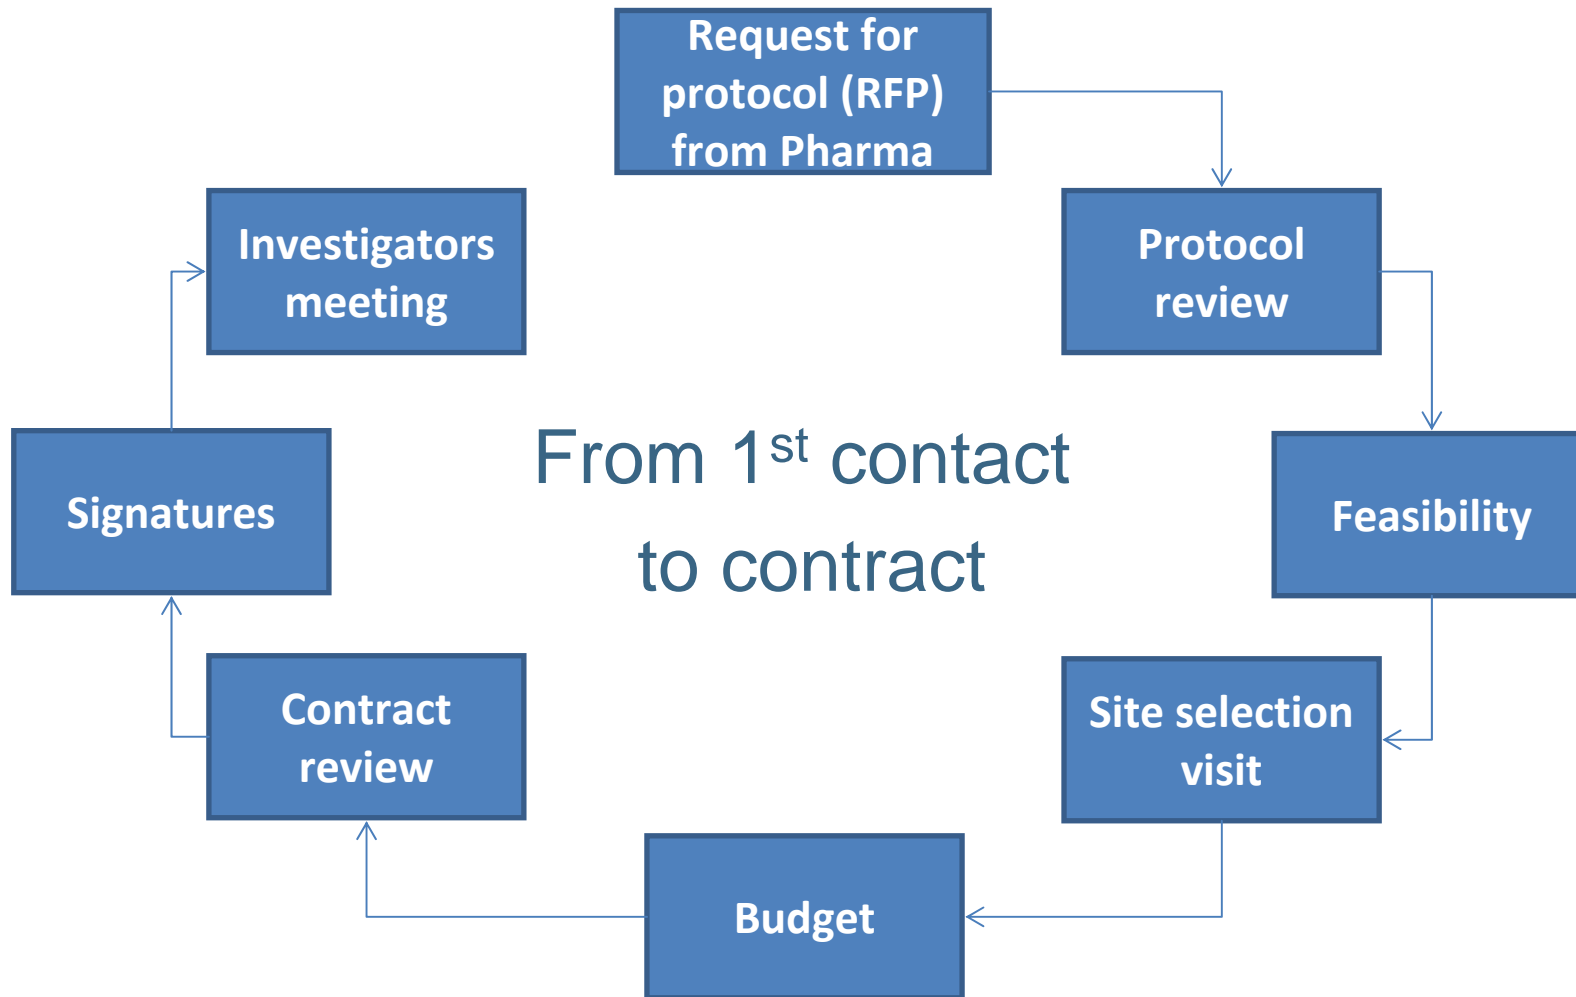 Request for
protocol (RFP)
from Pharma
Protocol
review
Feasibility
Site selection
visit
Budget
Contract
review
Signatures
Investigators
meeting
From 1st contact
to contract